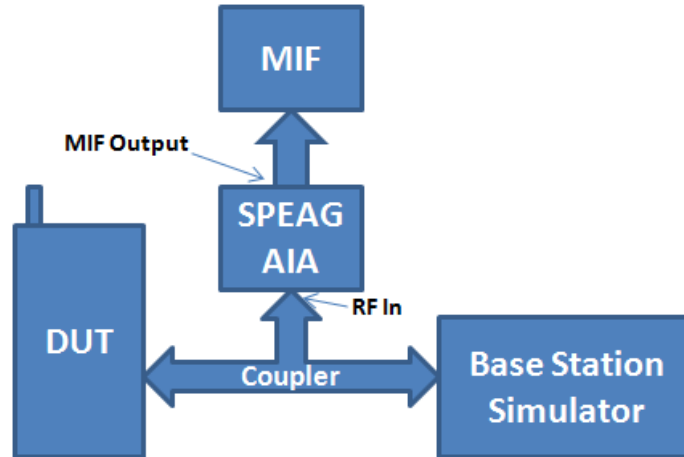 MIF
MIF Output
SPEAG
AIA
RF In
DUT
Coupler
Base Station
Simulator